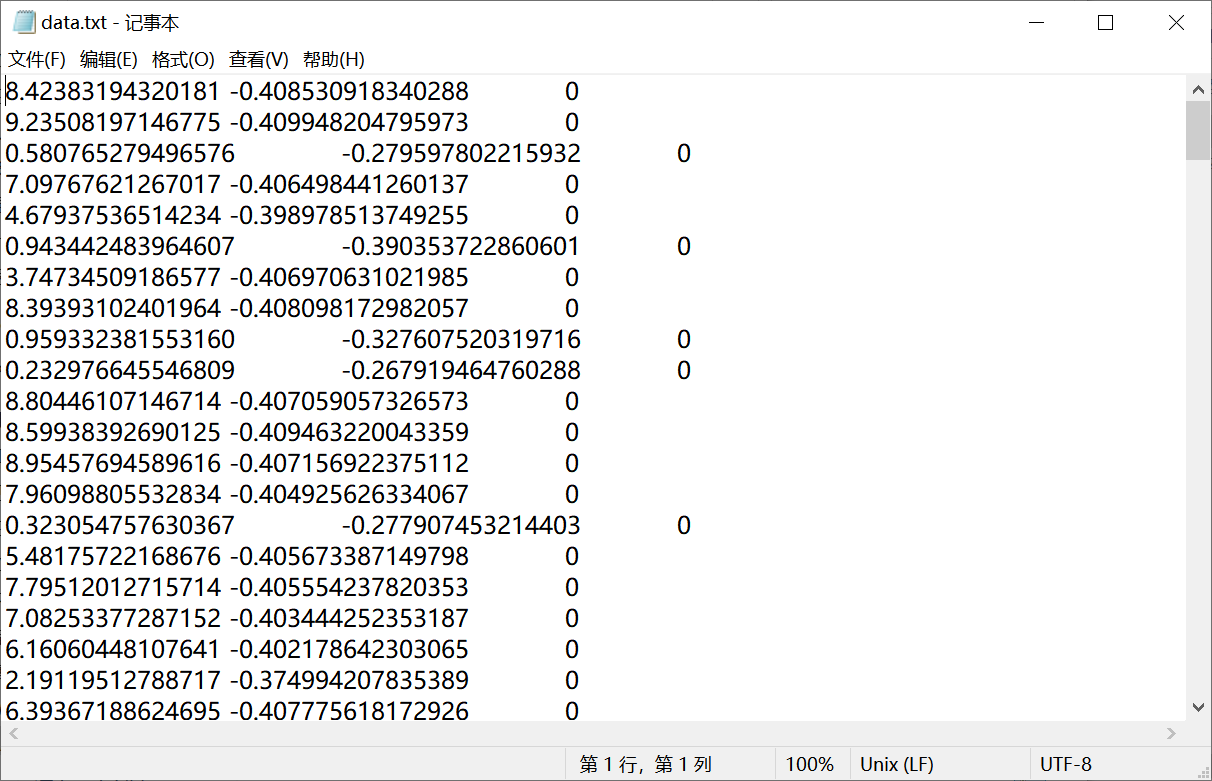 data.txt - 记事本
文件(F) 编辑(E) 格式(O) 查看(V) 帮助(H)
8.42383194320181 -0.408530918340288 0
9.23508197146775 -0.409948204795973 0
0.580765279496576 -0.279597802215932 0
7.09767621267017 -0.406498441260137 0
4.67937536514234 -0.398978513749255 0
0.943442483964607 -0.390353722860601 0
3.74734509186577 -0.406970631021985 0
8.39393102401964 -0.408098172982057 0
0.959332381553160 -0.327607520319716 0
0.232976645546809 -0.267919464760288 0
8.80446107146714 -0.407059057326573 0
8.59938392690125 -0.409463220043359 0
8.95457694589616 -0.407156922375112 0
7.96098805532834 -0.404925626334067 0
0.323054757630367 -0.277907453214403 0
5.48175722168676 -0.405673387149798 0
7.79512012715714 -0.405554237820353 0
7.08253377287152 -0.403444252353187 0
6.16060448107641 -0.402178642303065 0
2.19119512788717 -0.374994207835389 0
6.39367188624695 -0.407775618172926 0
第 1 行，第 1 列 100% Unix (LF) UTF-8